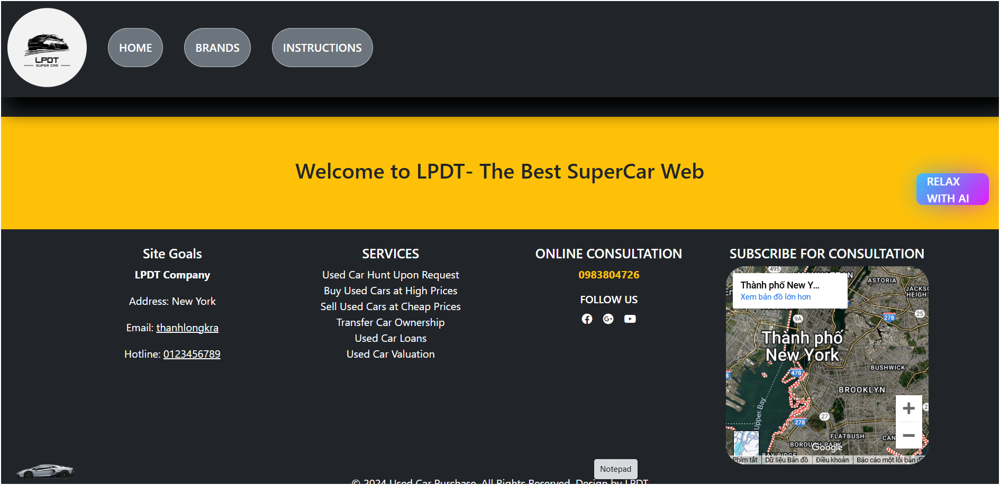 LPDT
SUPER CAR
HOME
BRANDS
INSTRUCTIONS
Welcome to LPDT- The Best SuperCar Web
RELAX
WITH AI
Site Goals
LPDT Company
Address: New York
Email: thanhlongkra
Hotline: 0123456789
SERVICES
Used Car Hunt Upon Request
Buy Used Cars at High Prices
Sell Used Cars at Cheap Prices
Transfer Car Ownership
Used Car Loans
Used Car Valuation
ONLINE CONSULTATION
0983804726
FOLLOW US
SUBSCRIBE FOR CONSULTATION
495
ASTORIA
Thành phố New Y...
Xem bản đồ lớn hơn
JACKS
HEIGHT
9A
278
25
Thành phố
New York
BUSHWICK
478
BROOKLYN
Upper Bay
27
278
FLATBUSH
CAN
BOROUGH PARK
Google
BAY RIDGE
Phím tắt
Dữ liệu Bản đồ
Điều khoản
Báo cáo một lỗi bản đồ
Notepad
© 2024 Used Car Purchase. All Rights Reserved. Design by LPDT